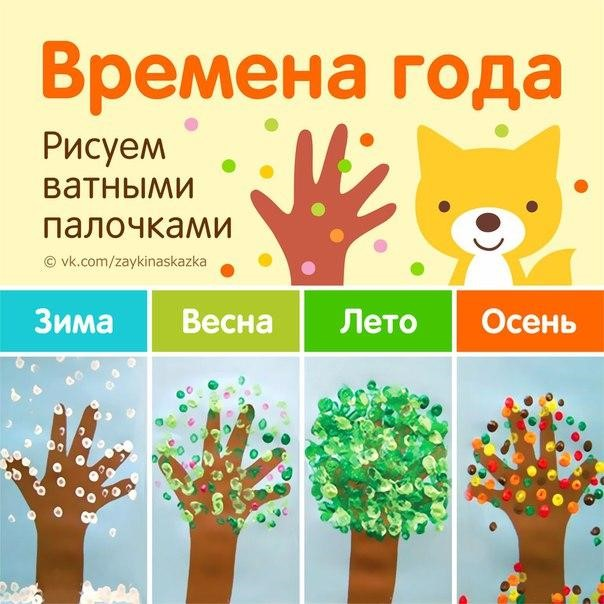 Времена года
Рисуем
ватными
палочками
© vk.com/zaykinaskazka
Зима
Весна
Лето
Осень